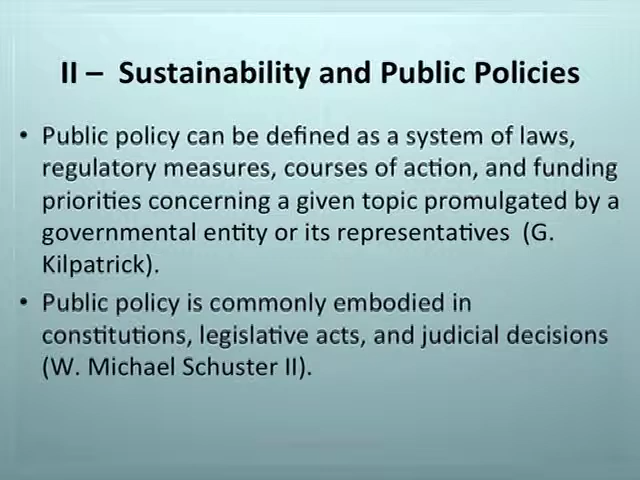 II – Sustainability and Public Policies
• Public policy can be defined as a system of laws,
regulatory measures, courses of action, and funding
priorities concerning a given topic promulgated by a
governmental entity or its representatives (G.
Kilpatrick).
• Public policy is commonly embodied in
constitutions, legislative acts, and judicial decisions
(W. Michael Schuster II).